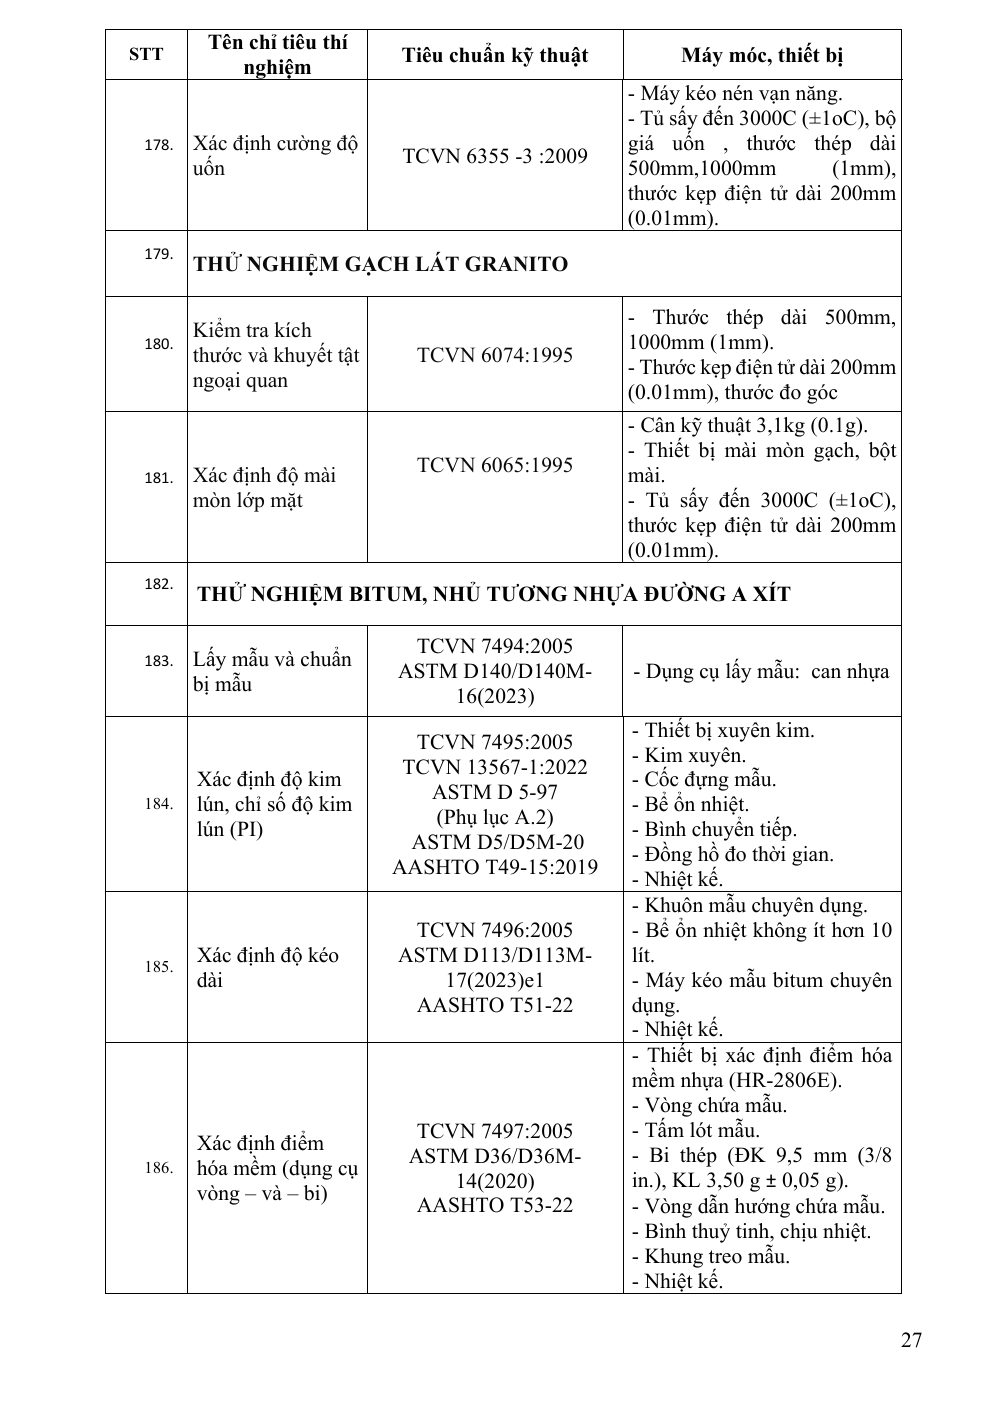 STT
Tên chỉ tiêu thí
nghiệm
Tiêu chuẩn kỹ thuật
Máy móc, thiết bị
178.
Xác định cường độ
uốn
TCVN 6355 -3 :2009
- Máy kéo nén vạn năng.
- Tủ sấy đến 3000C (±1oC), bộ
giá uốn , thước thép dài
500mm,1000mm (1mm),
thước kẹp điện tử dài 200mm
(0.01mm).
179.
THỬ NGHIỆM GẠCH LÁT GRANITO
180.
Kiểm tra kích
thước và khuyết tật
ngoại quan
TCVN 6074:1995
- Thước thép dài 500mm,
1000mm (1mm).
- Thước kẹp điện tử dài 200mm
(0.01mm), thước đo góc
181.
Xác định độ mài
mòn lớp mặt
TCVN 6065:1995
- Cân kỹ thuật 3,1kg (0.1g).
- Thiết bị mài mòn gạch, bột
mài.
- Tủ sấy đến 3000C (±1oC),
thước kẹp điện tử dài 200mm
(0.01mm).
182.
THỬ NGHIỆM BITUM, NHỦ TƯƠNG NHỰA ĐƯỜNG A XÍT
183.
Lấy mẫu và chuẩn
bị mẫu
TCVN 7494:2005
ASTM D140/D140M-
16(2023)
- Dụng cụ lấy mẫu:  can nhựa
184.
Xác định độ kim
lún, chỉ số độ kim
lún (PI)
TCVN 7495:2005
TCVN 13567-1:2022
ASTM D 5-97
(Phụ lục A.2)
ASTM D5/D5M-20
AASHTO T49-15:2019
- Thiết bị xuyên kim.
- Kim xuyên.
- Cốc đựng mẫu.
- Bể ổn nhiệt.
- Bình chuyển tiếp.
- Đồng hồ đo thời gian.
- Nhiệt kế.
185.
Xác định độ kéo
dài
TCVN 7496:2005
ASTM D113/D113M-
17(2023)e1
AASHTO T51-22
- Khuôn mẫu chuyên dụng.
- Bể ổn nhiệt không ít hơn 10
lít.
- Máy kéo mẫu bitum chuyên
dụng.
- Nhiệt kế.
186.
Xác định điểm
hóa mềm (dụng cụ
vòng – và – bi)
TCVN 7497:2005
ASTM D36/D36M-
14(2020)
AASHTO T53-22
- Thiết bị xác định điểm hóa
mềm nhựa (HR-2806E).
- Vòng chứa mẫu.
- Tấm lót mẫu.
- Bi thép (ĐK 9,5 mm (3/8
in.), KL 3,50 g ± 0,05 g).
- Vòng dẫn hướng chứa mẫu.
- Bình thuỷ tinh, chịu nhiệt.
- Khung treo mẫu.
- Nhiệt kế.
27